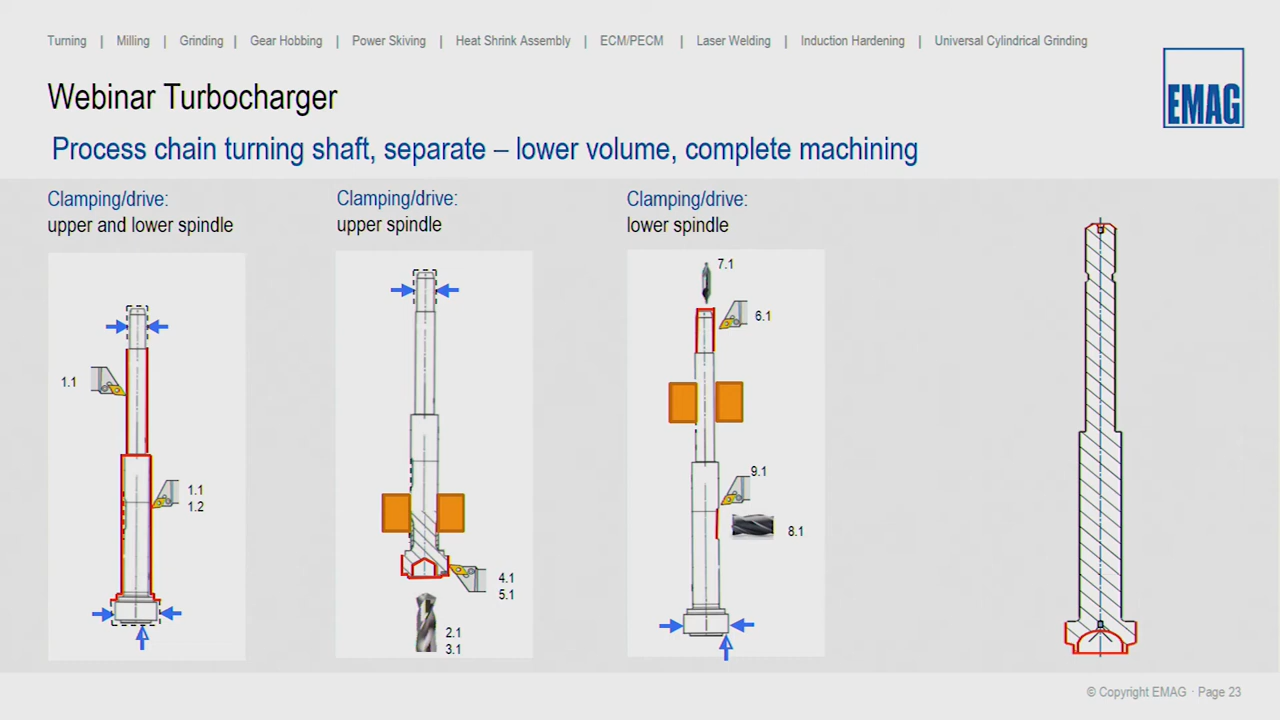 Turning | Milling | Grinding | Gear Hobbing | Power Skiving | Heat Shrink Assembly | ECM/PECM | Laser Welding | Induction Hardening | Universal Cylindrical Grinding
EMAG
Webinar Turbocharger
Process chain turning shaft, separate – lower volume, complete machining
Clamping/drive:
upper and lower spindle
1.1
1.1
1.2
Clamping/drive:
upper spindle
4.1
5.1
2.1
3.1
Clamping/drive:
lower spindle
7.1
6.1
9.1
8.1
© Copyright EMAG · Page 23